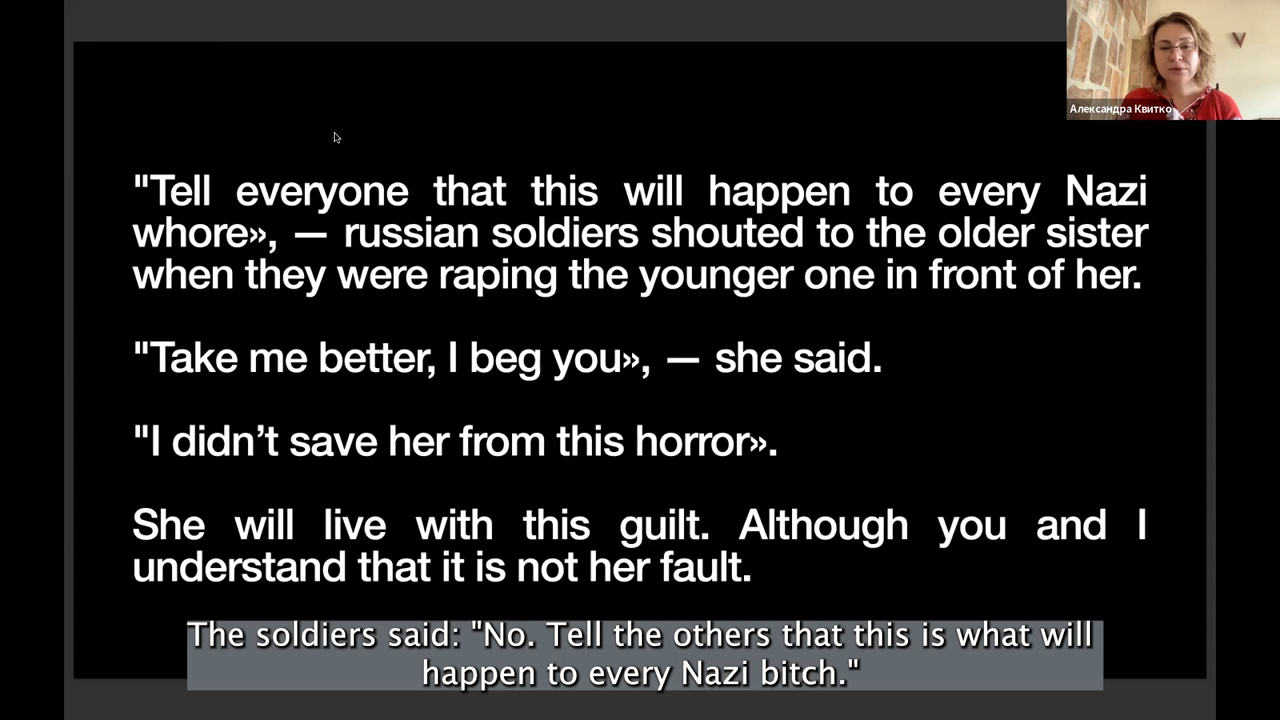 Александра Квитко
"Tell everyone that this will happen to every Nazi
whore», — russian soldiers shouted to the older sister
when they were raping the younger one in front of her.
"Take me better, I beg you», — she said.
"I didn’t save her from this horror».
She will live with this guilt. Although you and I
understand that it is not her fault.
The soldiers said: "No. Tell the others that this is what will
happen to every Nazi bitch."